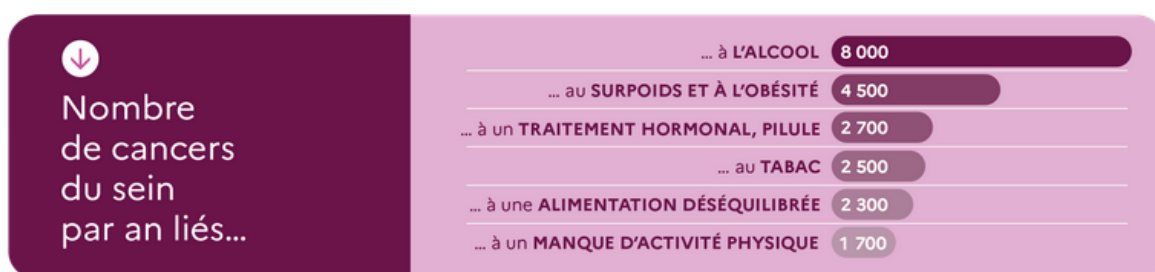 Nombre
de cancers
du sein
par an liés...
... à L'ALCOOL 8 000
... au SURPOIDS ET À L'OBÉSITÉ 4 500
... à un TRAITEMENT HORMONAL, PILULE 2 700
... au TABAC 2 500
... à une ALIMENTATION DÉSÉQUILIBRÉE 2 300
... à un MANQUE D'ACTIVITÉ PHYSIQUE 1 700